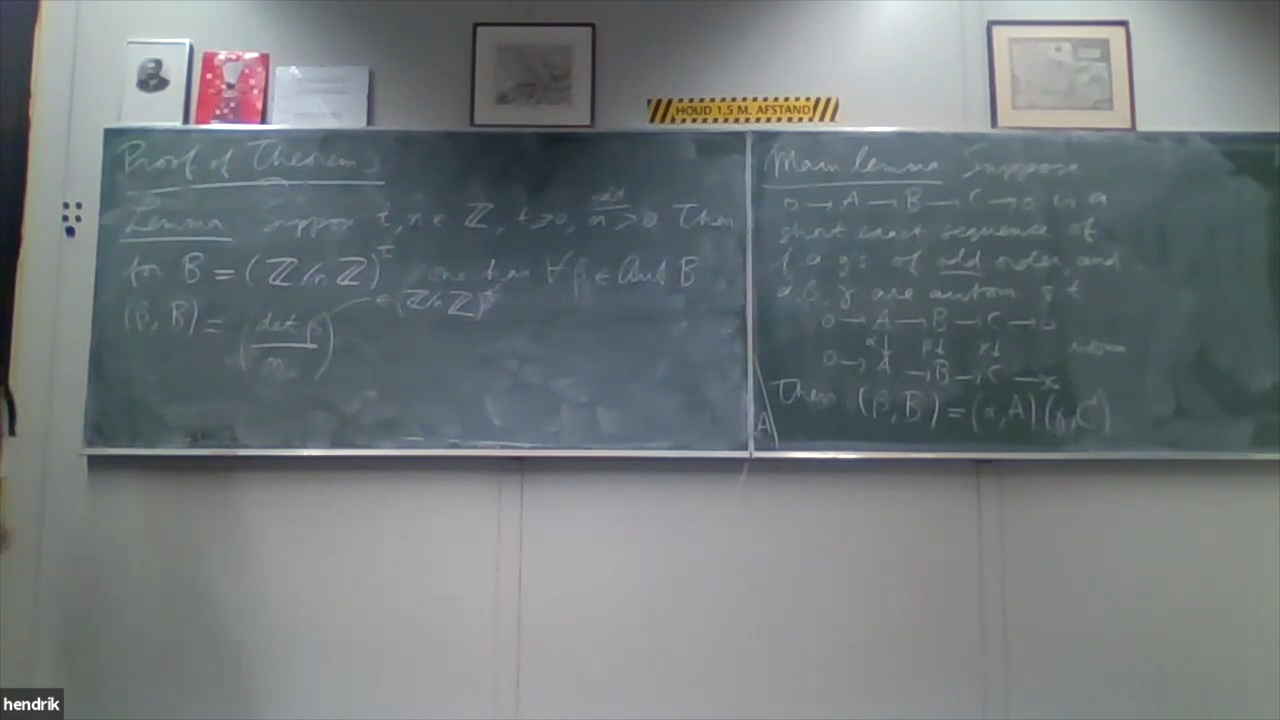 HOUD 1,5 M. AFSTAND
Proof of Theorem 3
Lemma Suppose t, n ∈ ℤ, t ≥ 0, odd n > 0 Then
for B = (ℤ/nℤ)^t one has ∀ β ∈ Aut B
(β, B) = (det β / n) ∈ (ℤ/nℤ)*
Main lemma Suppose
0 → A → B → C → 0 is a
short exact sequence of
f.a.g.s of odd order, and
α, β, γ are autom s.t
0 → A → B → C → 0
α↓ β↓ γ↓
0 → A → B → C →
Then (β, B) = (α, A) (γ, C)
A
hendrik